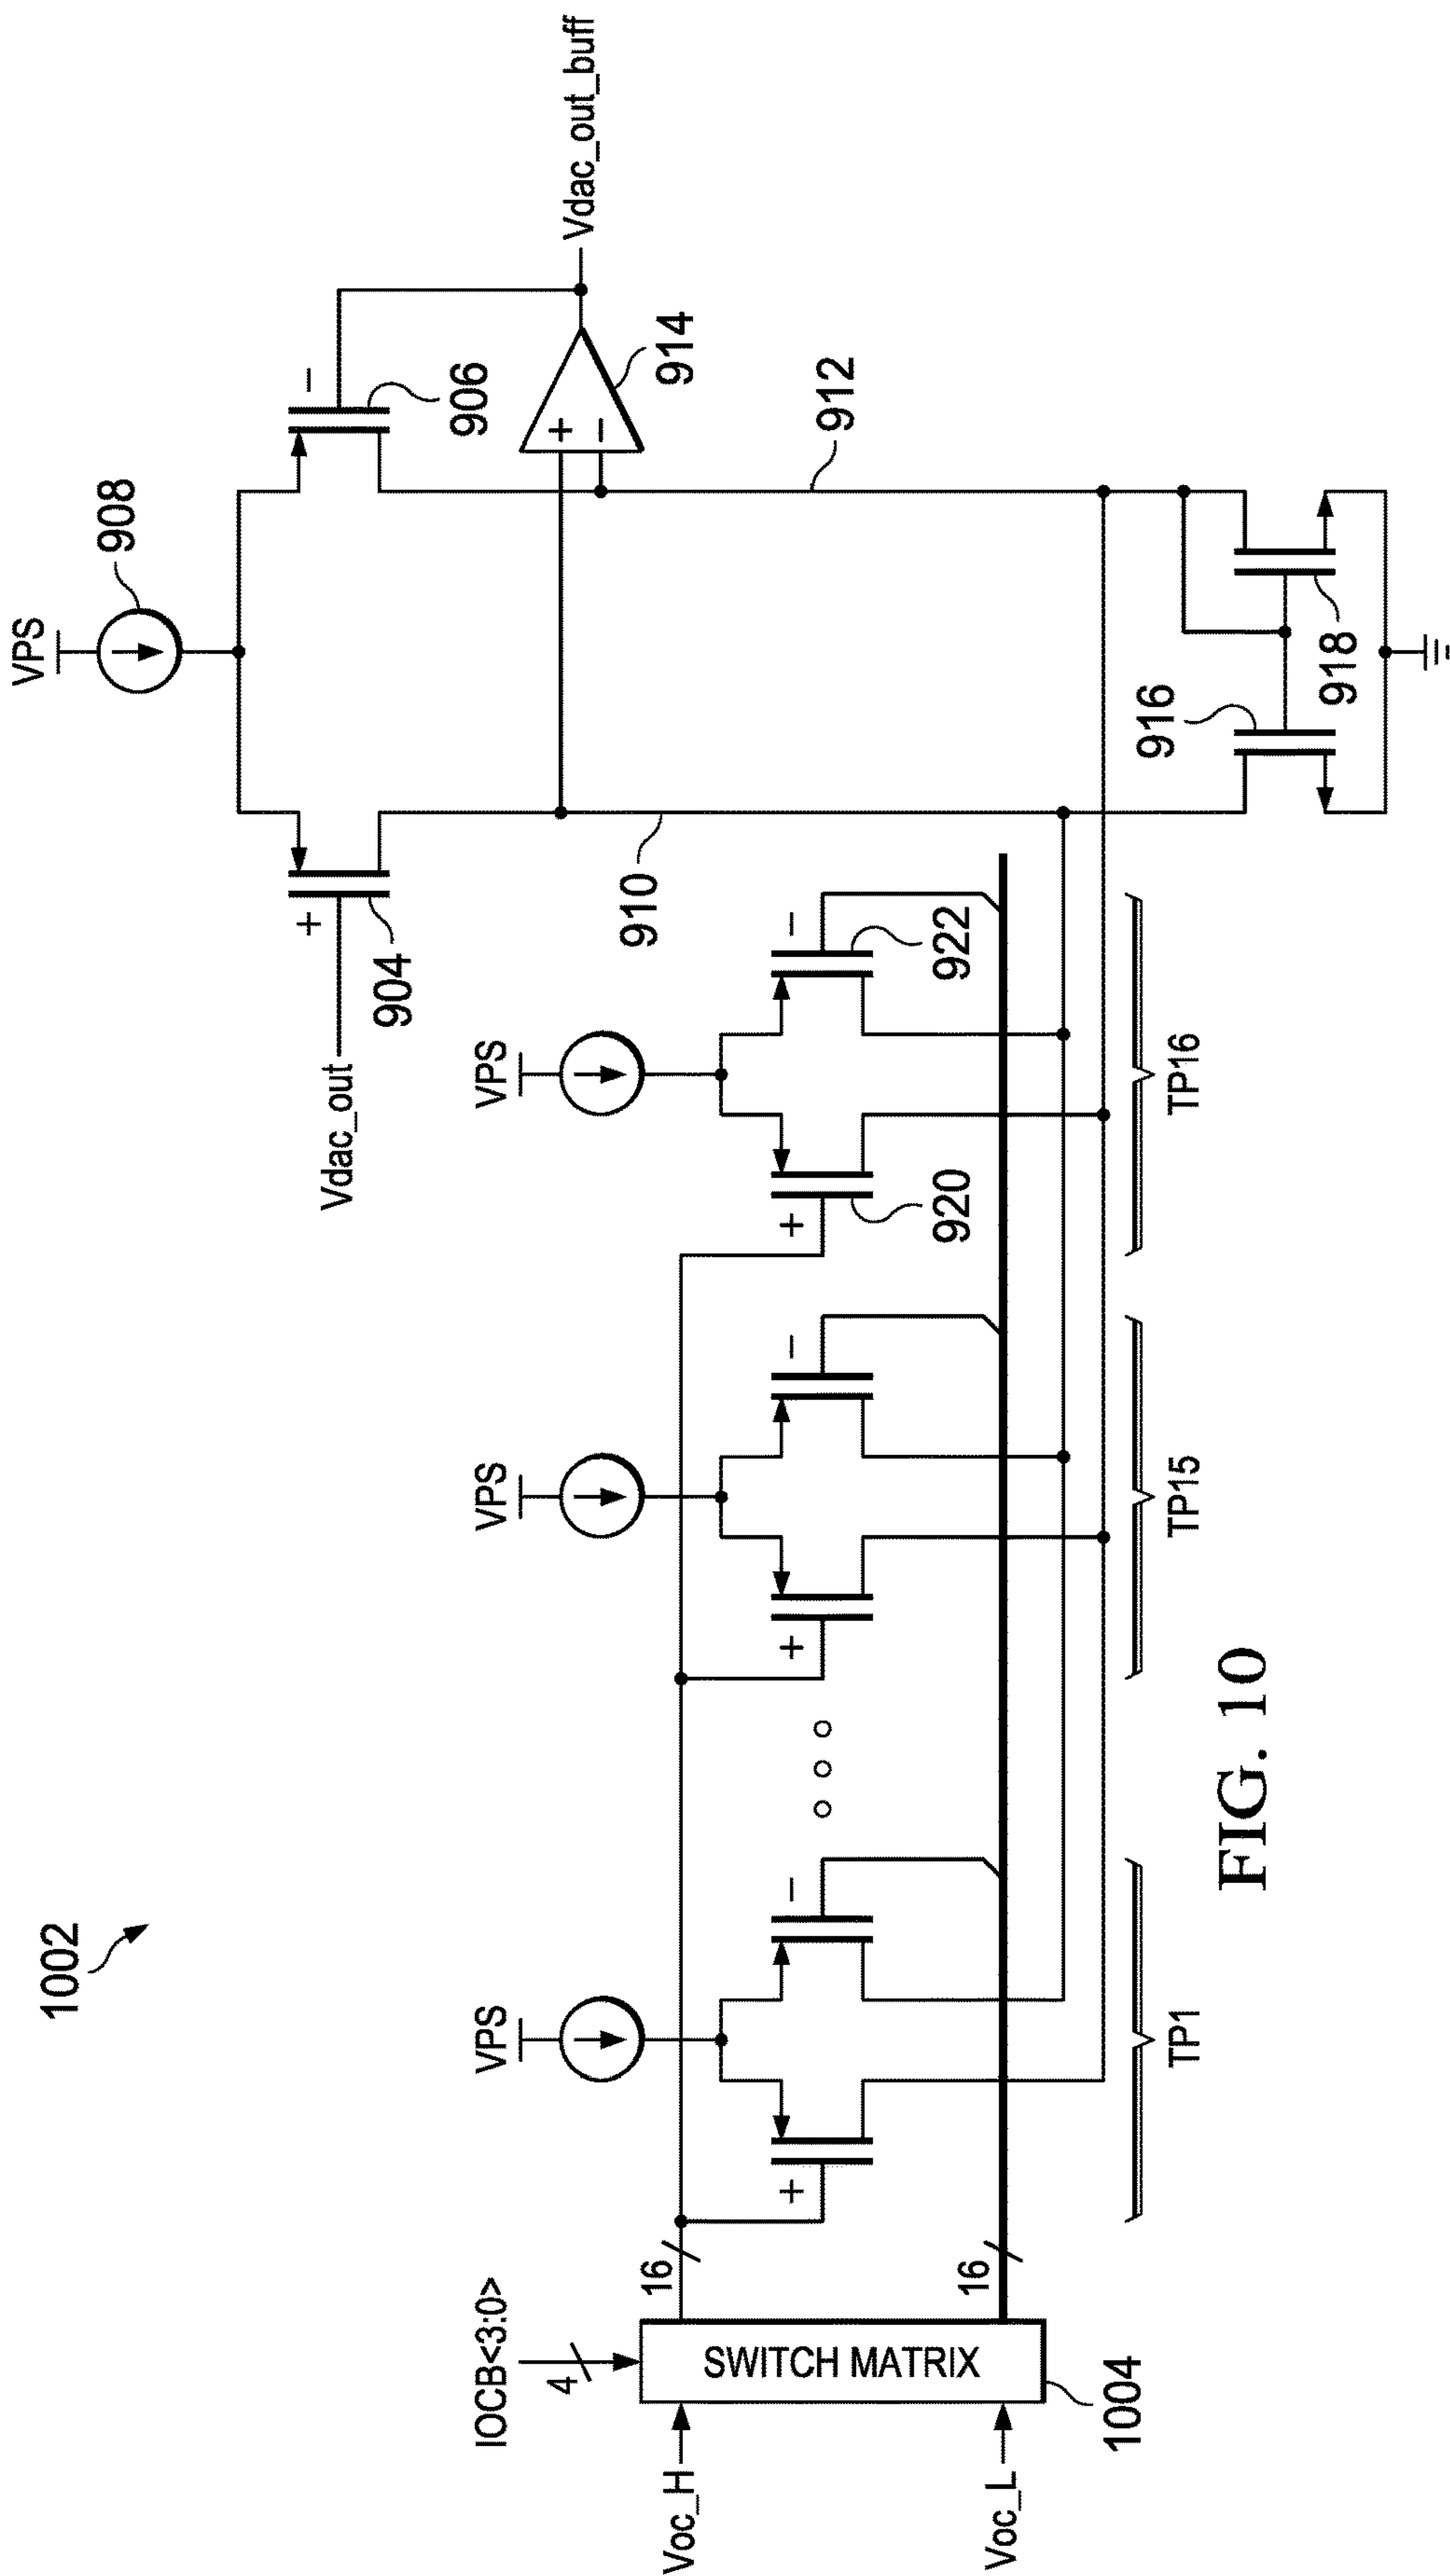 1002
VPS
908
Vdac_out
+
904
-
906
Vdac_out_buff
+
-
914
910
912
916
918
IOCB<3:0>
4
Voc_H
Voc_L
SWITCH MATRIX
1004
16
16
VPS
+
-
TP1
VPS
+
-
TP15
VPS
+
-
920
922
TP16
FIG. 10